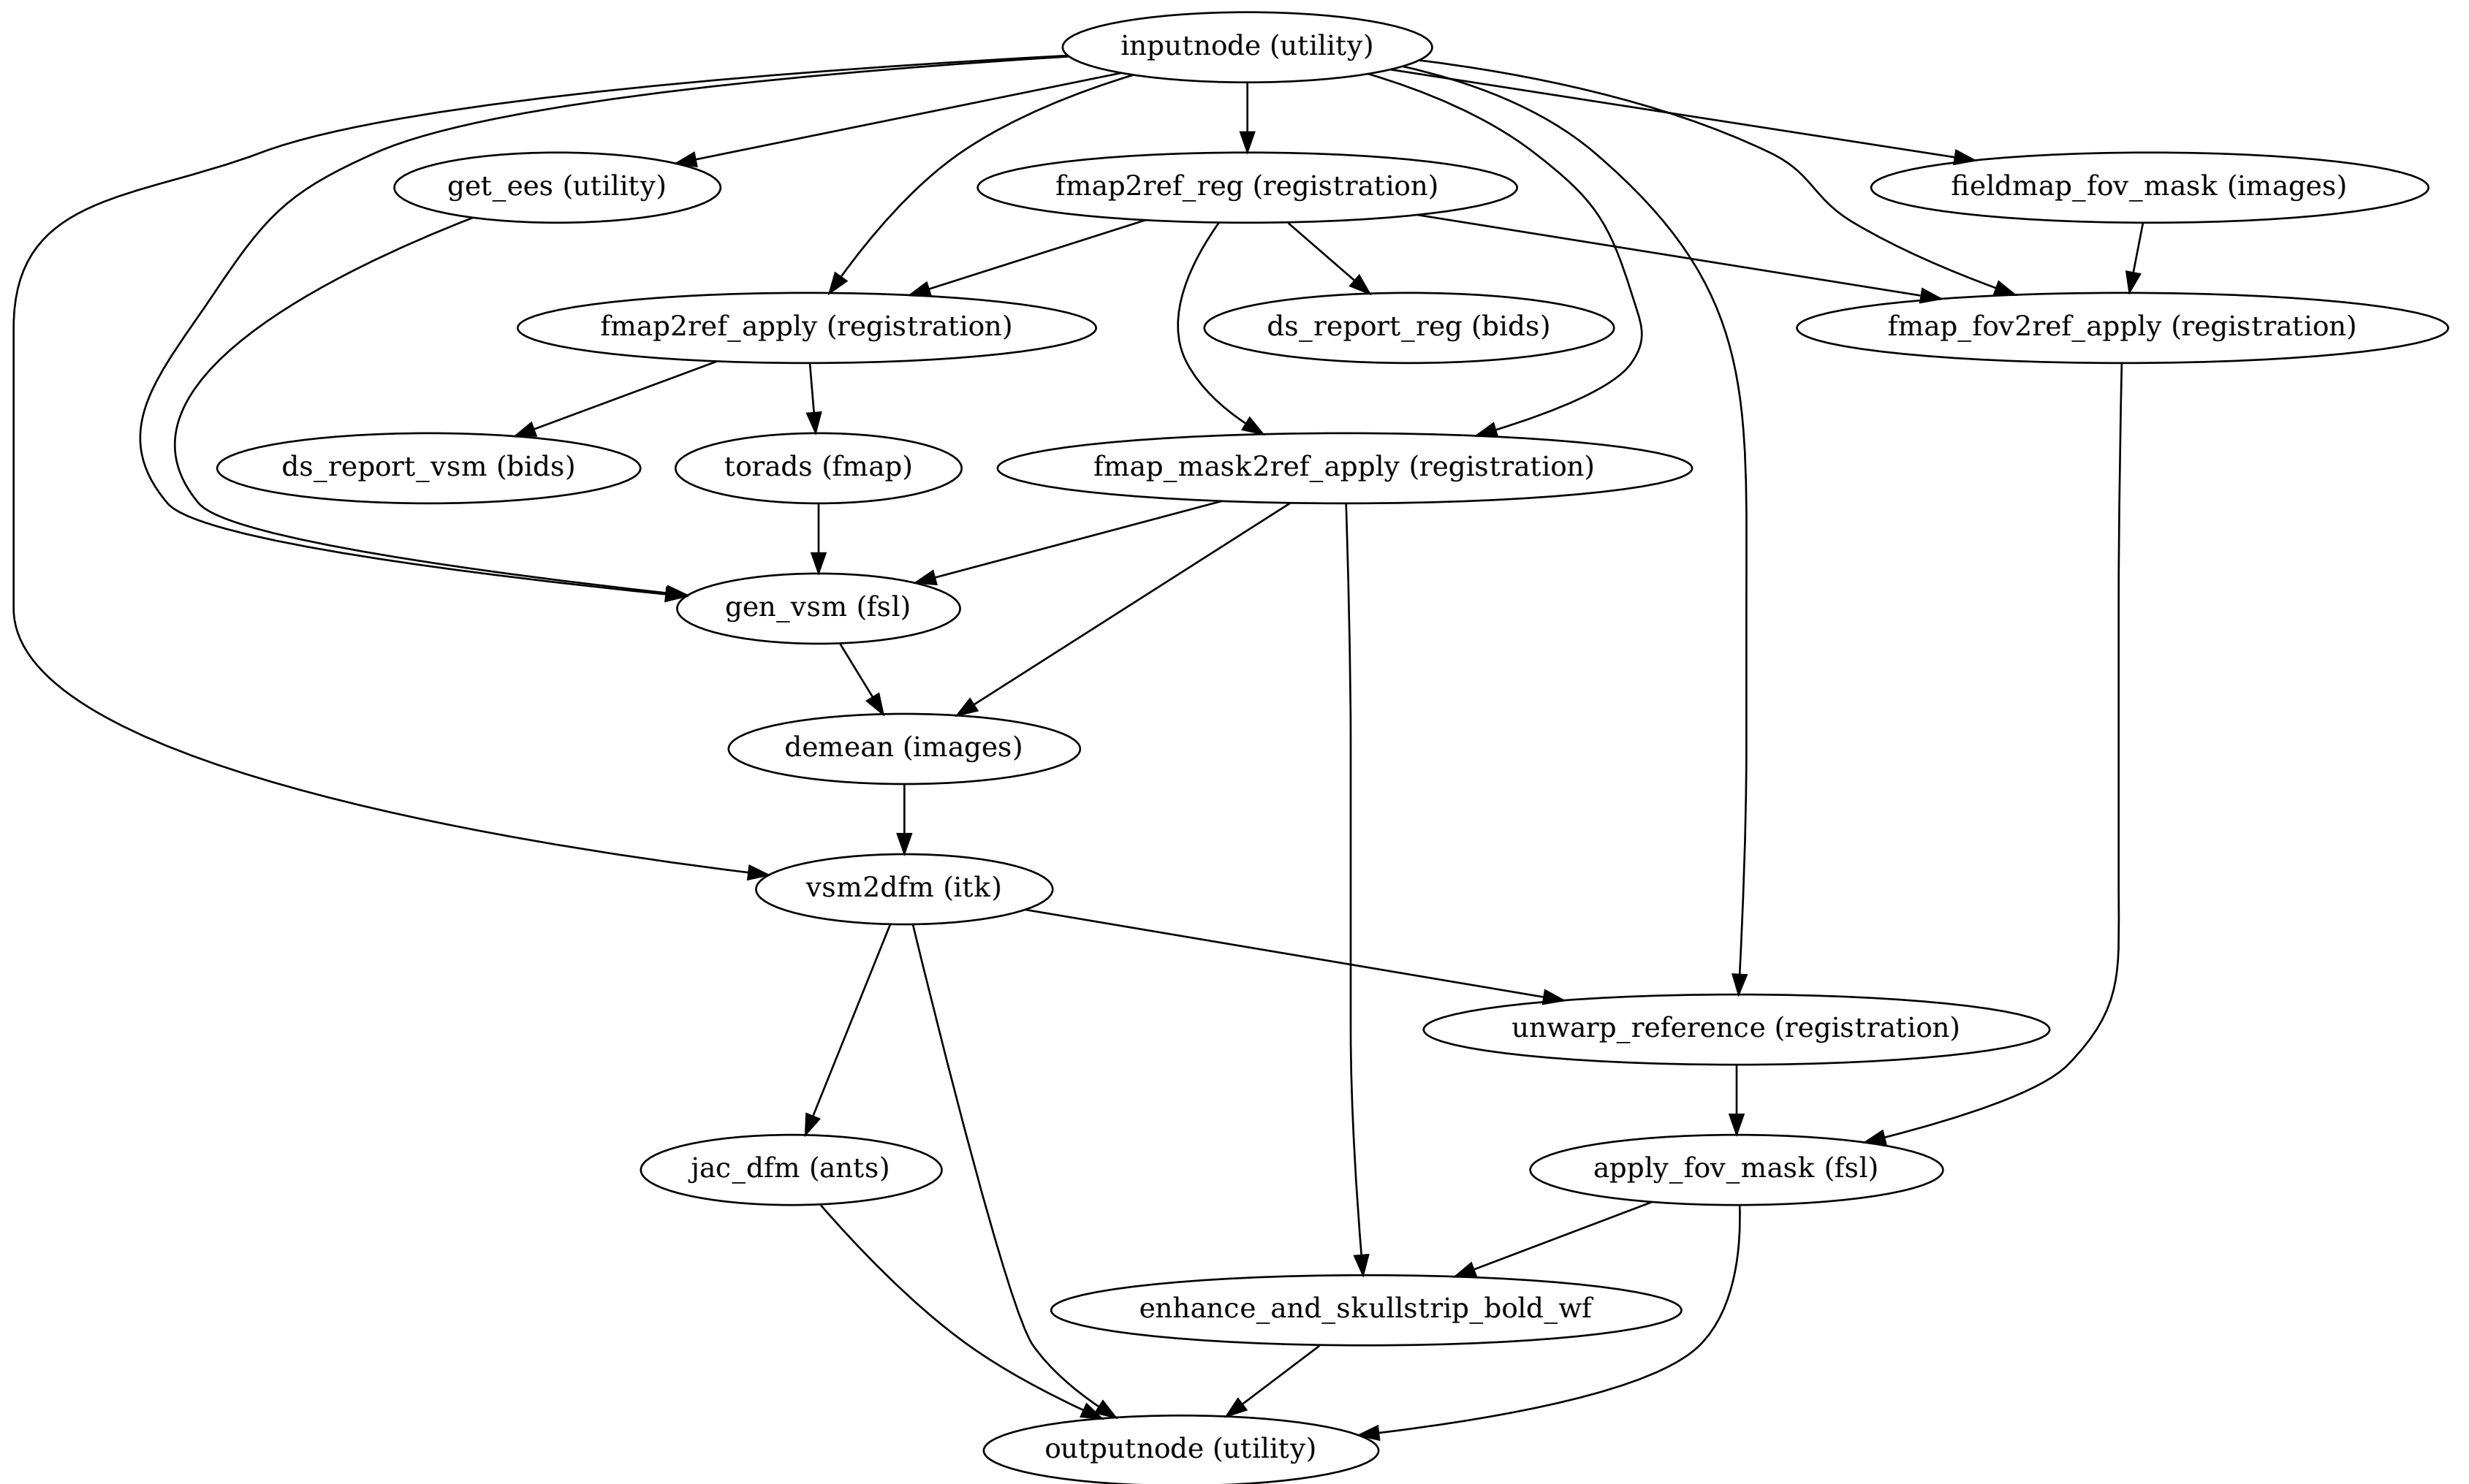 inputnode (utility)
get_ees (utility)
fmap2ref_reg (registration)
fieldmap_fov_mask (images)
fmap2ref_apply (registration)
ds_report_reg (bids)
fmap_fov2ref_apply (registration)
ds_report_vsm (bids)
torads (fmap)
fmap_mask2ref_apply (registration)
gen_vsm (fsl)
demean (images)
vsm2dfm (itk)
unwarp_reference (registration)
jac_dfm (ants)
apply_fov_mask (fsl)
enhance_and_skullstrip_bold_wf
outputnode (utility)